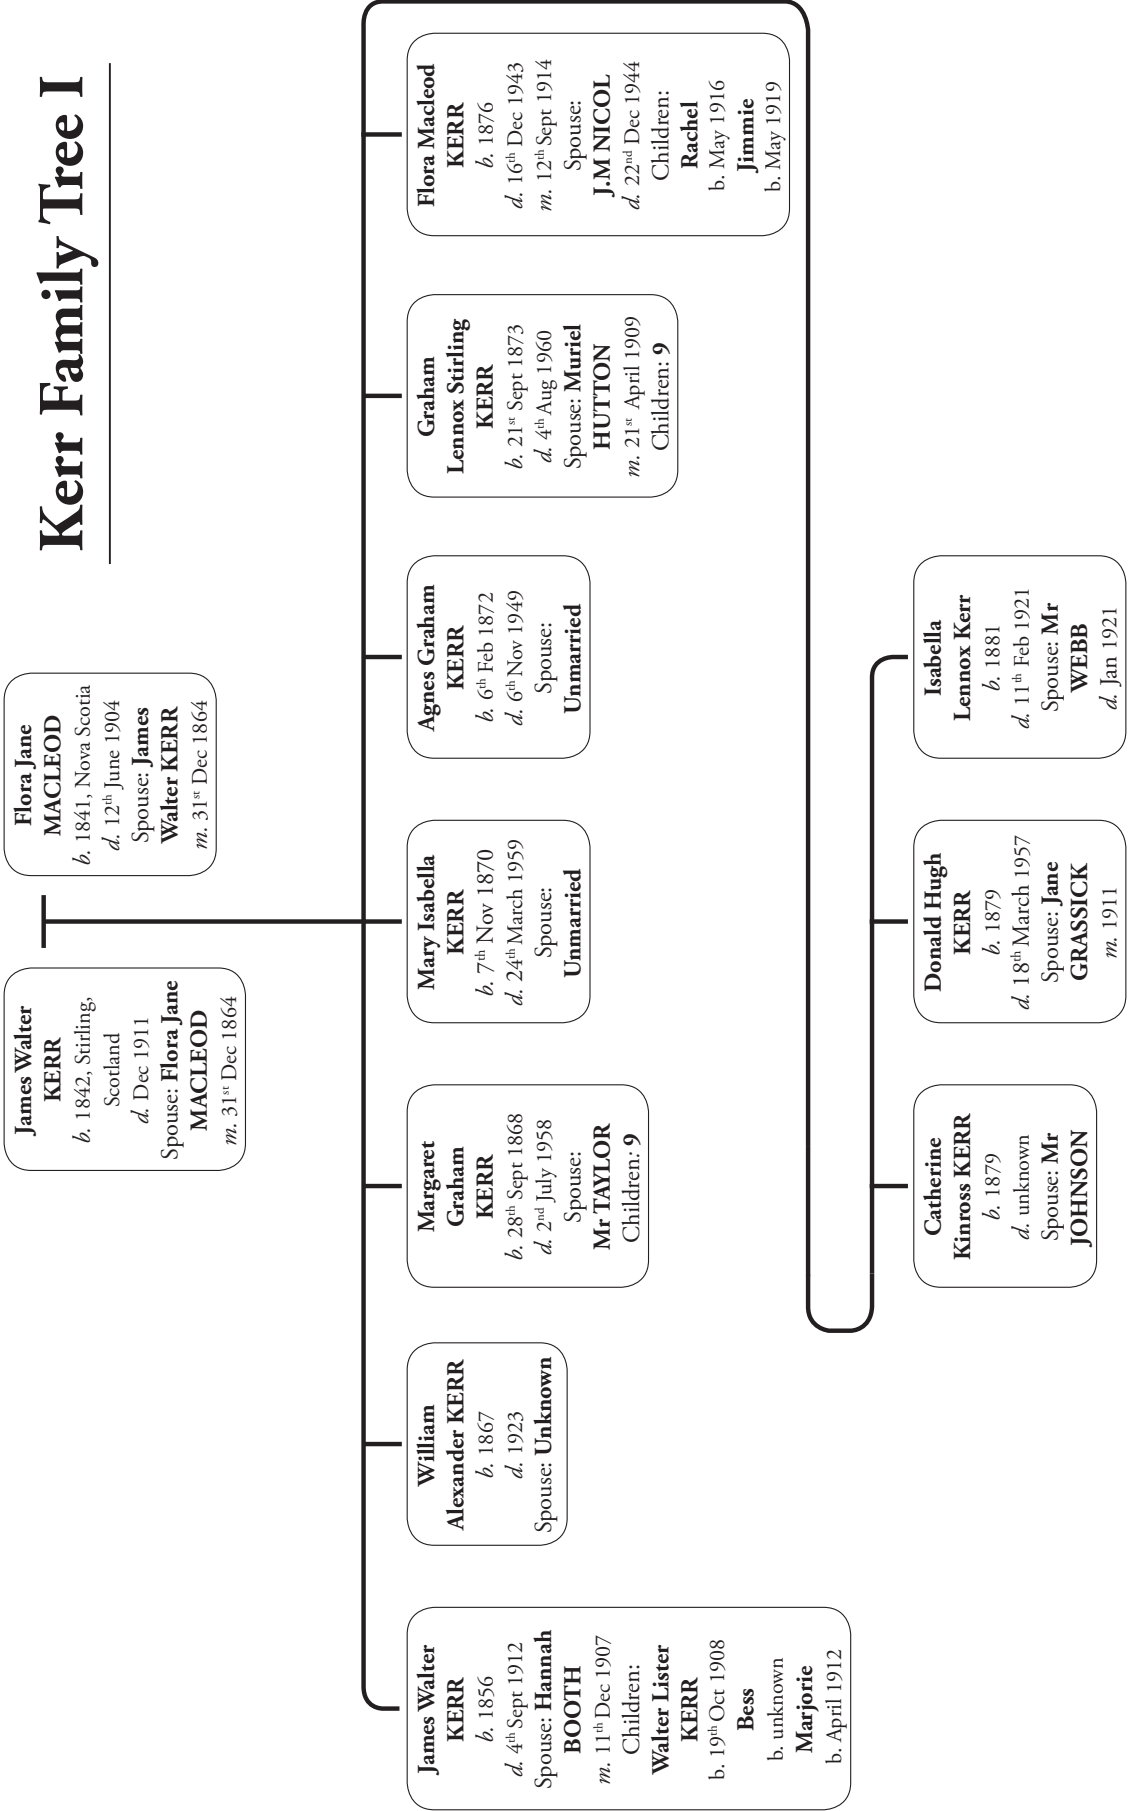 Kerr Family Tree I
James Walter
KERR
b. 1842, Stirling,
Scotland
d. Dec 1911
Spouse: Flora Jane
MACLEOD
m. 31st Dec 1864
Flora Jane
MACLEOD
b. 1841, Nova Scotia
d. 12th June 1904
Spouse: James
Walter KERR
m. 31st Dec 1864
James Walter
KERR
b. 1856
d. 4th Sept 1912
Spouse: Hannah
BOOTH
m. 11th Dec 1907
Children:
Walter Lister
KERR
b. 19th Oct 1908
Bess
b. unknown
Marjorie
b. April 1912
William
Alexander KERR
b. 1867
d. 1923
Spouse: Unknown
Margaret
Graham
KERR
b. 28th Sept 1868
d. 2nd July 1958
Spouse:
Mr TAYLOR
Children: 9
Mary Isabella
KERR
b. 7th Nov 1870
d. 24th March 1959
Spouse:
Unmarried
Agnes Graham
KERR
b. 6th Feb 1872
d. 6th Nov 1949
Spouse:
Unmarried
Graham
Lennox Stirling
KERR
b. 21st Sept 1873
d. 4th Aug 1960
Spouse: Muriel
HUTTON
m. 21st April 1909
Children: 9
Flora Macleod
KERR
b. 1876
d. 16th Dec 1943
m. 12th Sept 1914
Spouse:
J.M NICOL
d. 22nd Dec 1944
Children:
Rachel
b. May 1916
Jimmie
b. May 1919
Catherine
Kinross KERR
b. 1879
d. unknown
Spouse: Mr
JOHNSON
Donald Hugh
KERR
b. 1879
d. 18th March 1957
Spouse: Jane
GRASSICK
m. 1911
Isabella
Lennox Kerr
b. 1881
d. 11th Feb 1921
Spouse: Mr
WEBB
d. Jan 1921